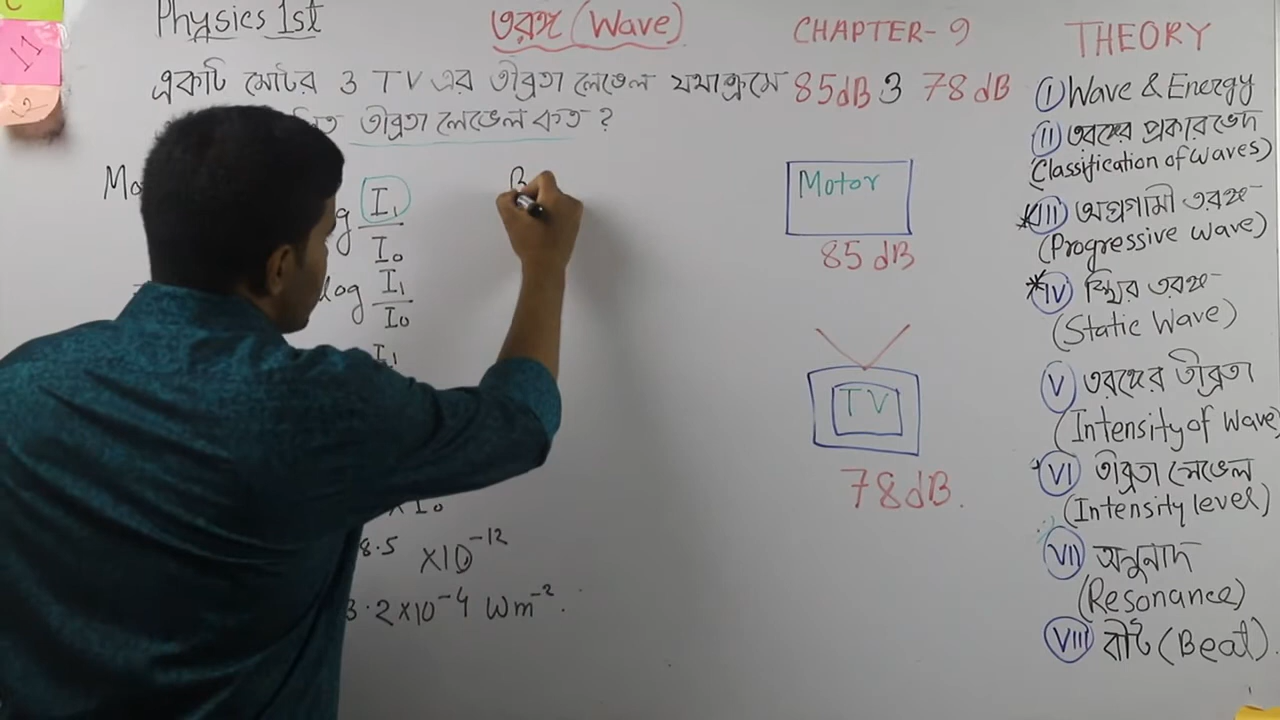 Physics 1st
তরঙ্গ (Wave)
CHAPTER-9
THEORY
একটি মোটর ও TV এর তীব্রতা লেভেল যথাক্রমে 85dB ও 78 dB
তীব্রতা লেভেল কত ?
I₁
I₀
log I₁
I₀
I₁
I₀
8.5 ×10⁻¹²
3.2×10⁻⁴ Wm⁻².
Motor
85 dB
TV
78 dB.
I Wave & Energy
II তরঙ্গের প্রকারভেদ
(Classification of waves)
*III অগ্রগামী তরঙ্গ
(Progressive wave)
*IV স্থির তরঙ্গ
(Static Wave)
V তরঙ্গের তীব্রতা
(Intensity of Wave)
VI তীব্রতা লেভেল
(Intensity level)
VII অনুনাদ
(Resonance)
VIII বীট (Beat).